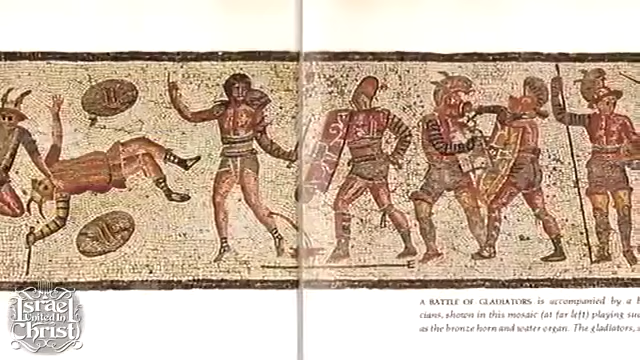 A BATTLE OF GLADIATORS is accompanied by a
cians, shown in this mosaic (at far left) playing
as the bronze horn and water organ. The gladiators,
Israel
United In
Christ